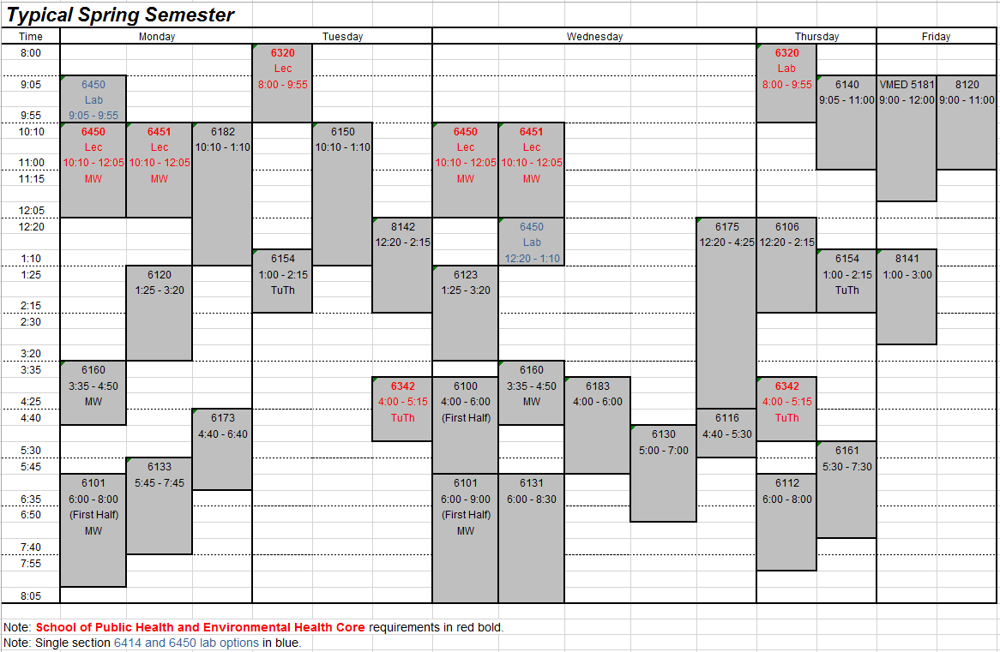 Typical Spring Semester
Time Monday Tuesday Wednesday Thursday Friday
8:00
9:05
9:55
10:10
11:00
11:15
12:05
12:20
1:10
1:25
2:15
2:30
3:20
3:35
4:25
4:40
5:30
5:45
6:35
6:50
7:40
7:55
8:05
6450
Lab
9:05 - 9:55
6450
Lec
10:10 - 12:05
MW
6451
Lec
10:10 - 12:05
MW
6182
10:10 - 1:10
6120
1:25 - 3:20
6160
3:35 - 4:50
MW
6173
4:40 - 6:40
6133
5:45 - 7:45
6101
6:00 - 8:00
(First Half)
MW
6320
Lec
8:00 - 9:55
6150
10:10 - 1:10
8142
12:20 - 2:15
6154
1:00 - 2:15
TuTh
6342
4:00 - 5:15
TuTh
6450
Lec
10:10 - 12:05
MW
6451
Lec
10:10 - 12:05
MW
6450
Lab
12:20 - 1:10
6175
12:20 - 4:25
6123
1:25 - 3:20
6100
4:00 - 6:00
(First Half)
6160
3:35 - 4:50
MW
6183
4:00 - 6:00
6130
5:00 - 7:00
6116
4:40 - 5:30
6101
6:00 - 9:00
(First Half)
MW
6131
6:00 - 8:30
6320
Lab
8:00 - 9:55
6140
9:05 - 11:00
6106
12:20 - 2:15
6154
1:00 - 2:15
TuTh
6342
4:00 - 5:15
TuTh
6161
5:30 - 7:30
6112
6:00 - 8:00
VMED 5181
9:00 - 12:00
8120
9:00 - 11:00
8141
1:00 - 3:00
Note: School of Public Health and Environmental Health Core requirements in red bold.
Note: Single section 6414 and 6450 lab options in blue.